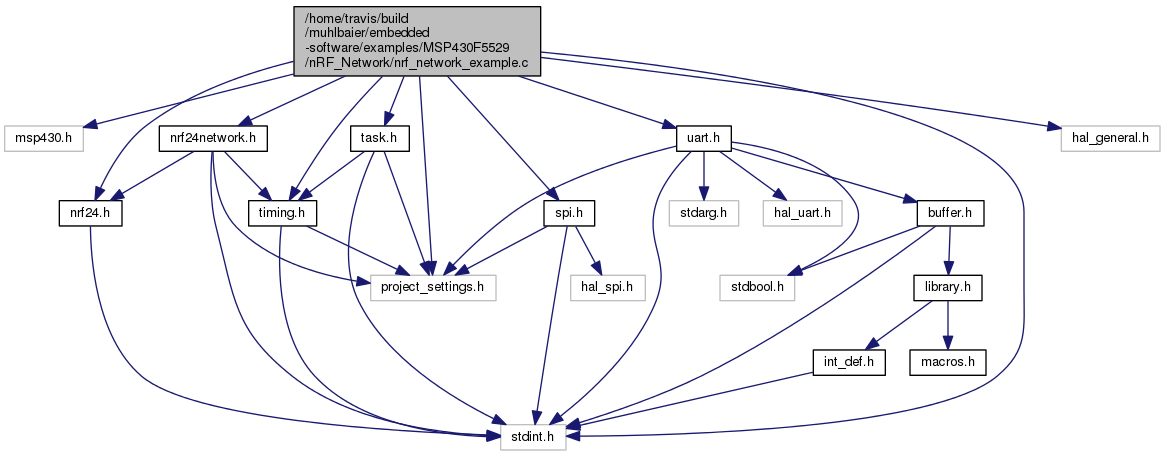 /home/travis/build
/muhlbaier/embedded
-software/examples/MSP430F5529
/nRF_Network/nrf_network_example.c
msp430.h
nrf24network.h
task.h
uart.h
hal_general.h
nrf24.h
timing.h
spi.h
stdarg.h
hal_uart.h
buffer.h
project_settings.h
hal_spi.h
stdbool.h
library.h
int_def.h
macros.h
stdint.h